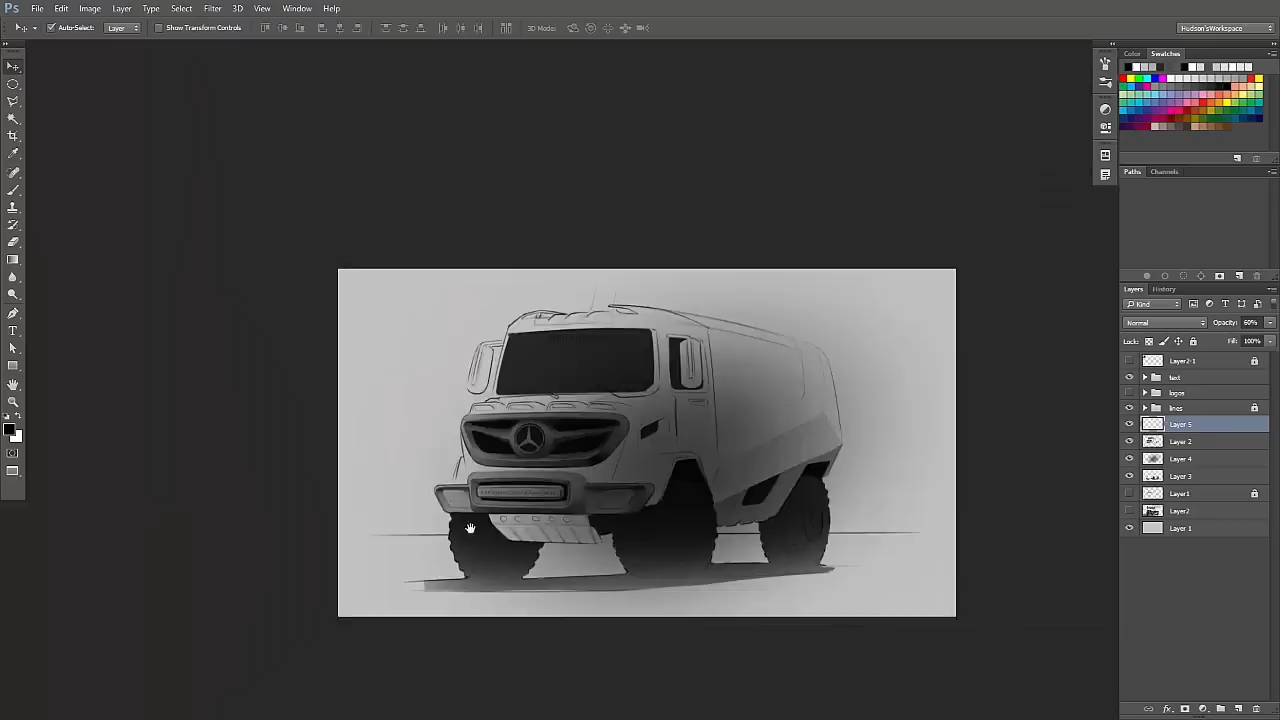 Ps File Edit Image Layer Type Select Filter 3D View Window Help
Auto-Select: Layer Show Transform Controls 3D Mode: Hudson'sWorkspace
Color Swatches
Paths Channels
Layers History
Kind
Normal Opacity: 60%
Lock: Fill: 100%
Layer2-1
text
logos
lines
Layer 5
Layer 2
Layer 4
Layer 3
Layer1
Layer2
Layer 1
fx